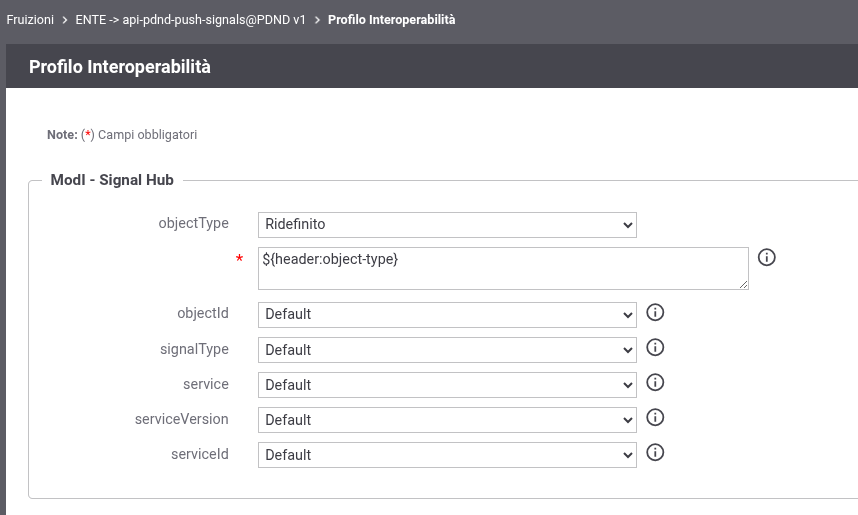 Fruizioni > ENTE -> api-pdnd-push-signals@PDND v1 > Profilo Interoperabilità
Profilo Interoperabilità
Note: (*) Campi obbligatori
ModI - Signal Hub
objectType Ridefinito
* ${header:object-type}
objectId Default
signalType Default
service Default
serviceVersion Default
serviceId Default